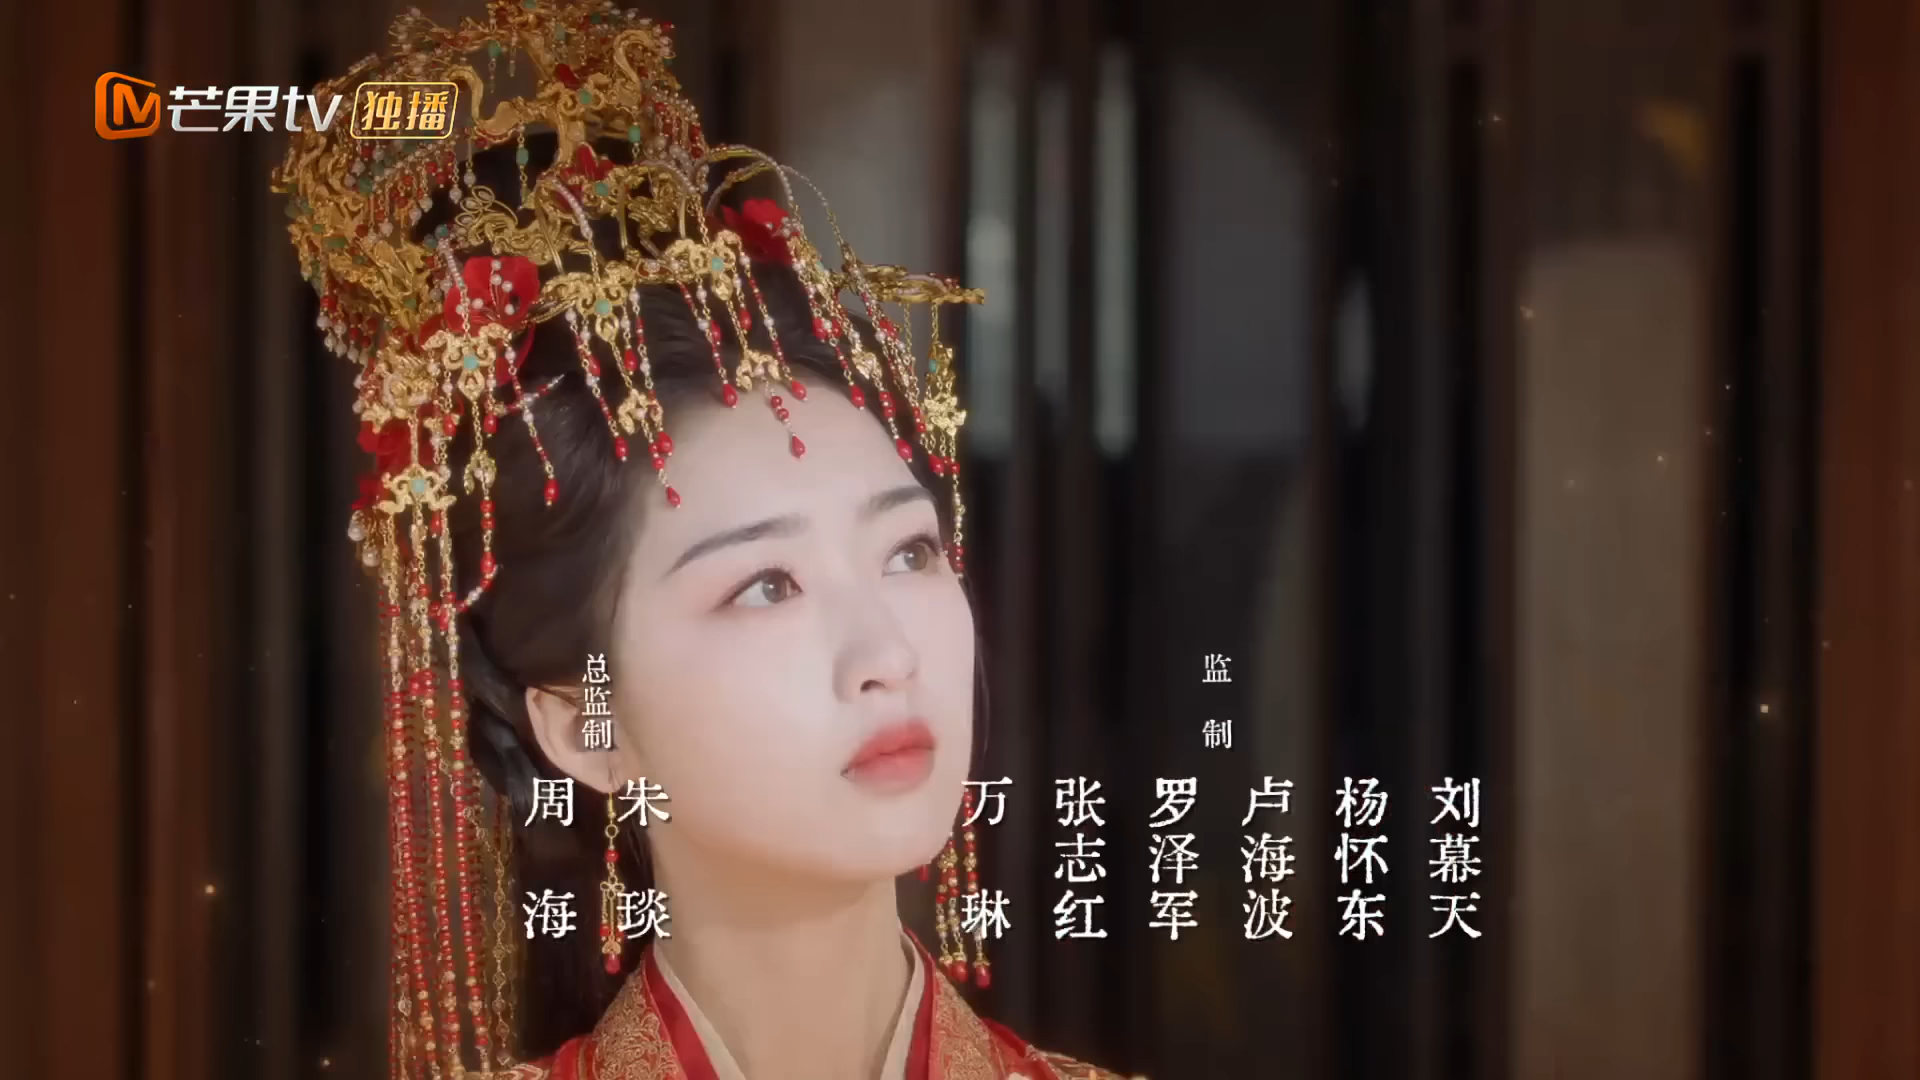 芒果tv 独播
总监制
周海
朱琰
监制
万琳
张志红
罗泽军
卢海波
杨怀东
刘慕天